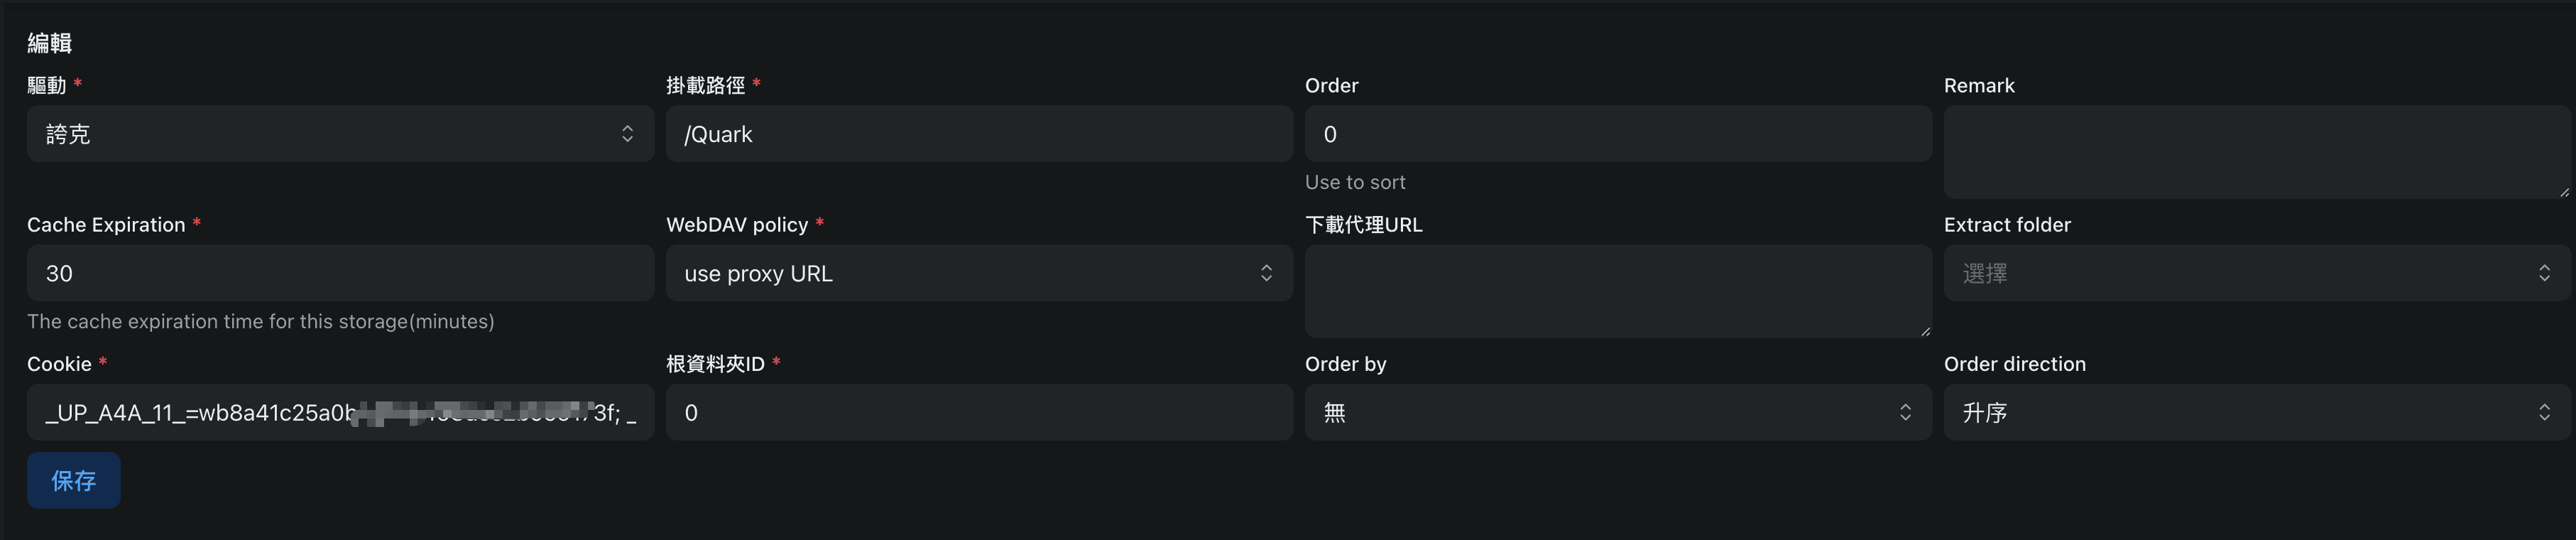 編輯
驅動 *
誇克
掛載路徑 *
/Quark
Order
0
Use to sort
Remark
Cache Expiration *
30
The cache expiration time for this storage(minutes)
WebDAV policy *
use proxy URL
下載代理URL
Extract folder
選擇
Cookie *
_UP_A4A_11_=wb8a41c25a0b 3f; _
根資料夾ID *
0
Order by
無
Order direction
升序
保存